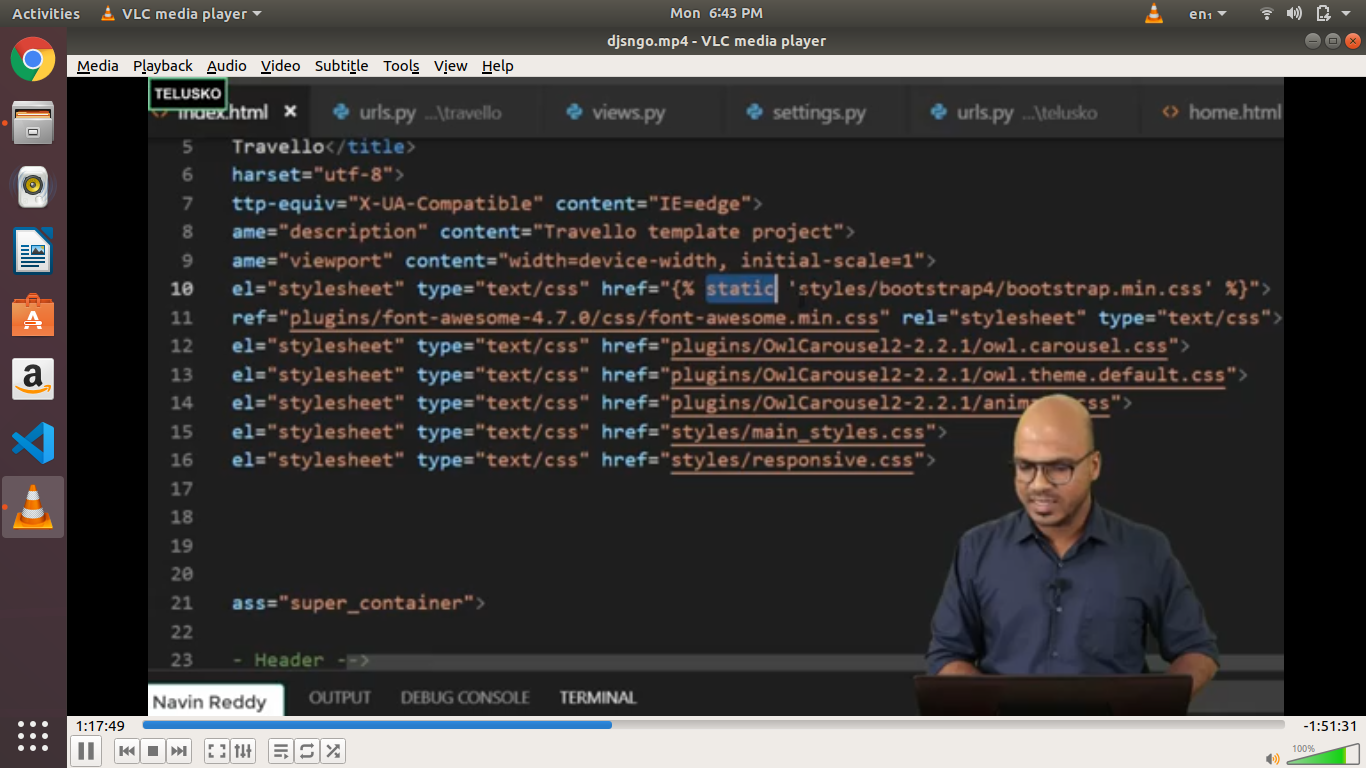 Activities VLC media player Mon 6:43 PM en₁
djsngo.mp4 - VLC media player
Media Playback Audio Video Subtitle Tools View Help
TELUSKO
index.html urls.py ...\travello views.py settings.py urls.py ...\telusko home.html
5 Travello</title>
6 harset="utf-8">
7 ttp-equiv="X-UA-Compatible" content="IE=edge">
8 ame="description" content="Travello template project">
9 ame="viewport" content="width=device-width, initial-scale=1">
10 el="stylesheet" type="text/css" href="{% static 'styles/bootstrap4/bootstrap.min.css' %}">
11 ref="plugins/font-awesome-4.7.0/css/font-awesome.min.css" rel="stylesheet" type="text/css">
12 el="stylesheet" type="text/css" href="plugins/OwlCarousel2-2.2.1/owl.carousel.css">
13 el="stylesheet" type="text/css" href="plugins/OwlCarousel2-2.2.1/owl.theme.default.css">
14 el="stylesheet" type="text/css" href="plugins/OwlCarousel2-2.2.1/anima css">
15 el="stylesheet" type="text/css" href="styles/main_styles.css">
16 el="stylesheet" type="text/css" href="styles/responsive.css">
17
18
19
20
21 ass="super_container">
22
23 - Header -->
Navin Reddy OUTPUT DEBUG CONSOLE TERMINAL
1:17:49 -1:51:31
100%